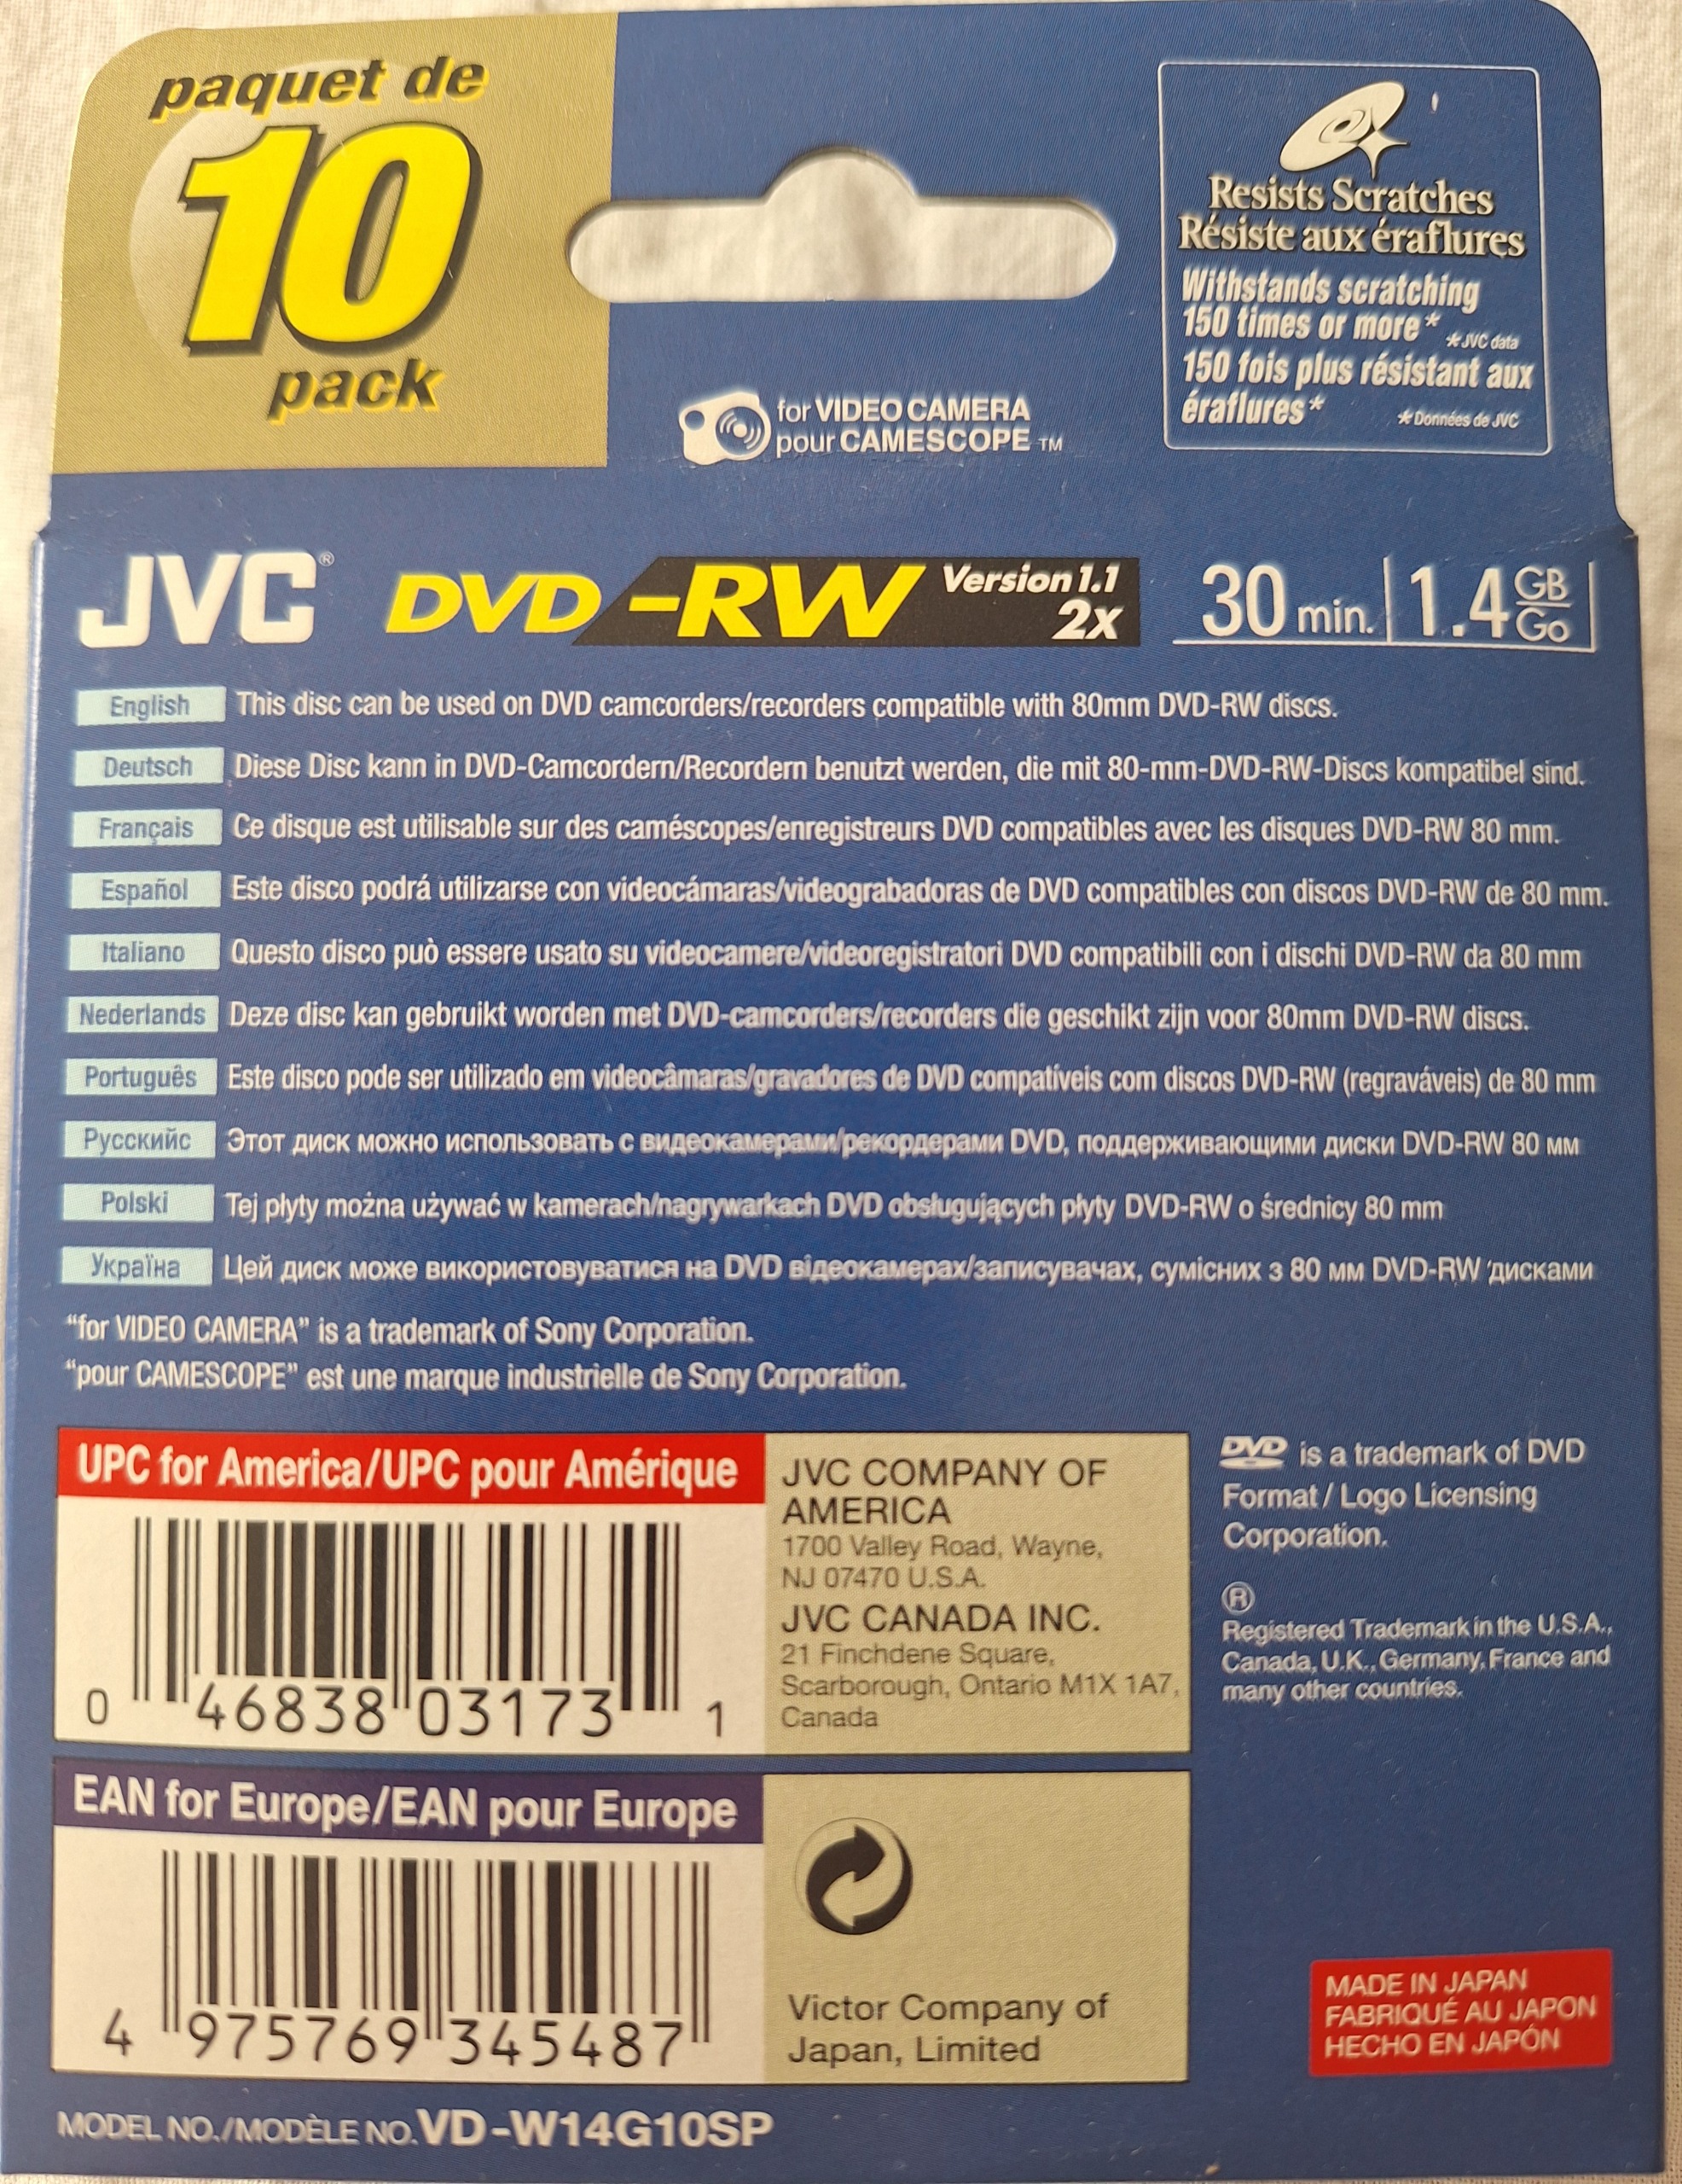 paquet de
10
pack
Resists Scratches
Résiste aux éraflures
Withstands scratching
150 times or more*
*JVC data
150 fois plus résistant aux
éraflures*
*Données de JVC
for VIDEO CAMERA
pour CAMESCOPE TM
JVC® DVD-RW Version 1.1 2x 30 min. 1.4 GB Go
English This disc can be used on DVD camcorders/recorders compatible with 80mm DVD-RW discs.
Deutsch Diese Disc kann in DVD-Camcordern/Recordern benutzt werden, die mit 80-mm-DVD-RW-Discs kompatibel sind.
Français Ce disque est utilisable sur des caméscopes/enregistreurs DVD compatibles avec les disques DVD-RW 80 mm.
Español Este disco podrá utilizarse con videocámaras/videograbadoras de DVD compatibles con discos DVD-RW de 80 mm.
Italiano Questo disco può essere usato su videocamere/videoregistratori DVD compatibili con i dischi DVD-RW da 80 mm
Nederlands Deze disc kan gebruikt worden met DVD-camcorders/recorders die geschikt zijn voor 80mm DVD-RW discs.
Português Este disco pode ser utilizado em videocâmaras/gravadores de DVD compatíveis com discos DVD-RW (regraváveis) de 80 mm
Русскийс Этот диск можно использовать с видеокамерами/рекордерами DVD, поддерживающими диски DVD-RW 80 мм
Polski Tej płyty można używać w kamerach/nagrywarkach DVD obsługujących płyty DVD-RW o średnicy 80 mm
Україна Цей диск може використовуватися на DVD відеокамерах/записувачах, сумісних з 80 мм DVD-RW дисками
“for VIDEO CAMERA” is a trademark of Sony Corporation.
“pour CAMESCOPE” est une marque industrielle de Sony Corporation.
UPC for America/UPC pour Amérique
0 46838 03173 1
JVC COMPANY OF
AMERICA
1700 Valley Road, Wayne,
NJ 07470 U.S.A.
JVC CANADA INC.
21 Finchdene Square,
Scarborough, Ontario M1X 1A7,
Canada
DVD is a trademark of DVD
Format / Logo Licensing
Corporation.
®
Registered Trademark in the U.S.A.,
Canada, U.K., Germany, France and
many other countries.
EAN for Europe/EAN pour Europe
4 975769 345487
Victor Company of
Japan, Limited
MADE IN JAPAN
FABRIQUÉ AU JAPON
HECHO EN JAPÓN
MODEL NO./MODÈLE NO. VD-W14G10SP